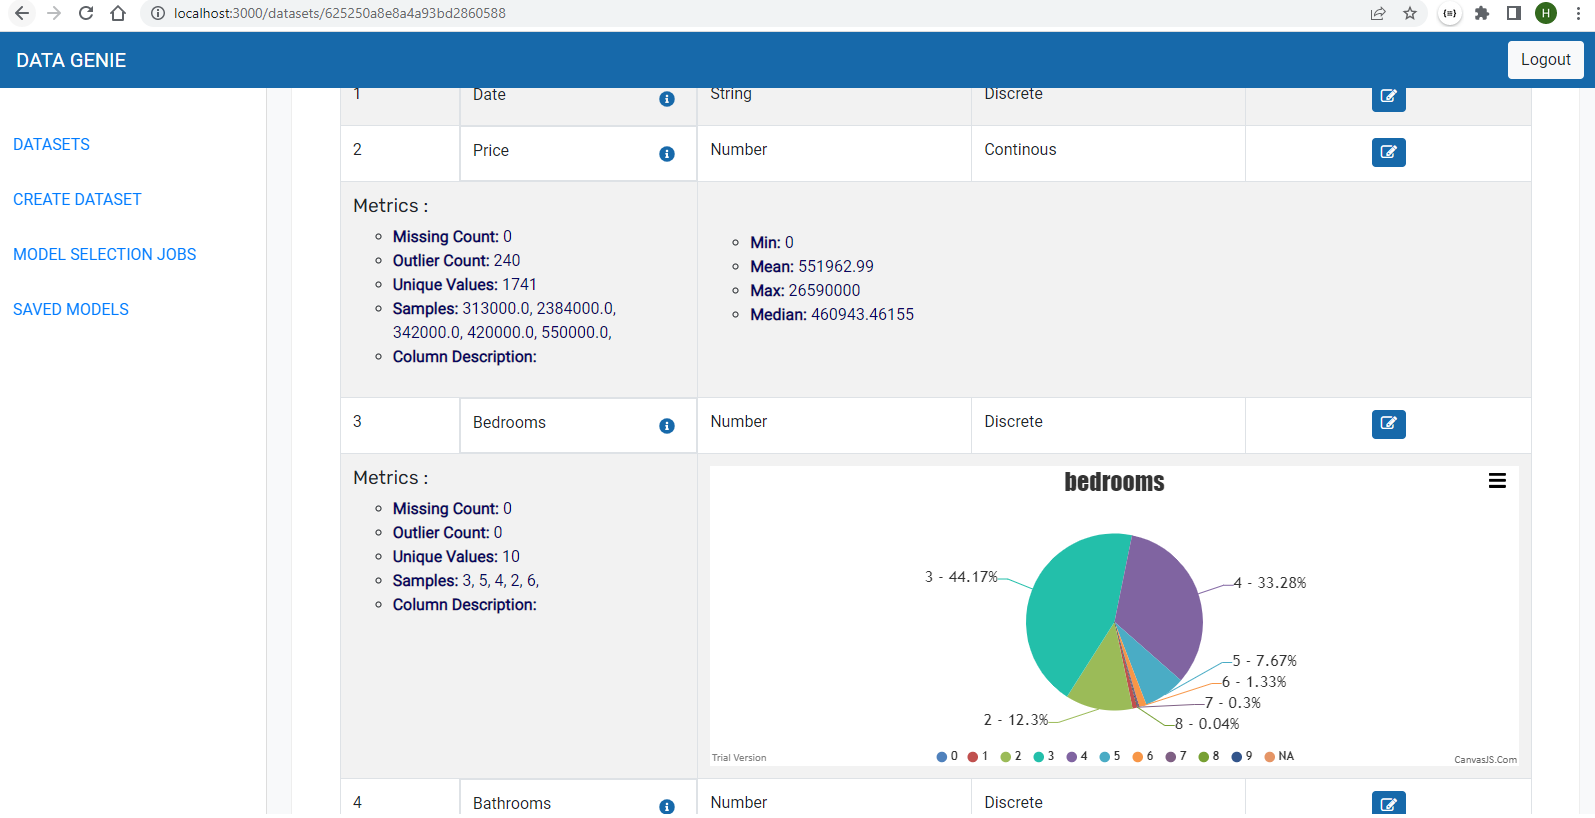 localhost:3000/datasets/625250a8e8a4a93bd2860588
H
DATA GENIE
Logout
DATASETS
CREATE DATASET
MODEL SELECTION JOBS
SAVED MODELS
1 Date String Discrete
2 Price Number Continous
Metrics :
Missing Count: 0
Outlier Count: 240
Unique Values: 1741
Samples: 313000.0, 2384000.0,
342000.0, 420000.0, 550000.0,
Column Description:
Min: 0
Mean: 551962.99
Max: 26590000
Median: 460943.46155
3 Bedrooms Number Discrete
Metrics :
Missing Count: 0
Outlier Count: 0
Unique Values: 10
Samples: 3, 5, 4, 2, 6,
Column Description:
bedrooms
3 - 44.17%
4 - 33.28%
5 - 7.67%
6 - 1.33%
7 - 0.3%
8 - 0.04%
2 - 12.3%
0 1 2 3 4 5 6 7 8 9 NA
Trial Version
CanvasJS.Com
4 Bathrooms Number Discrete